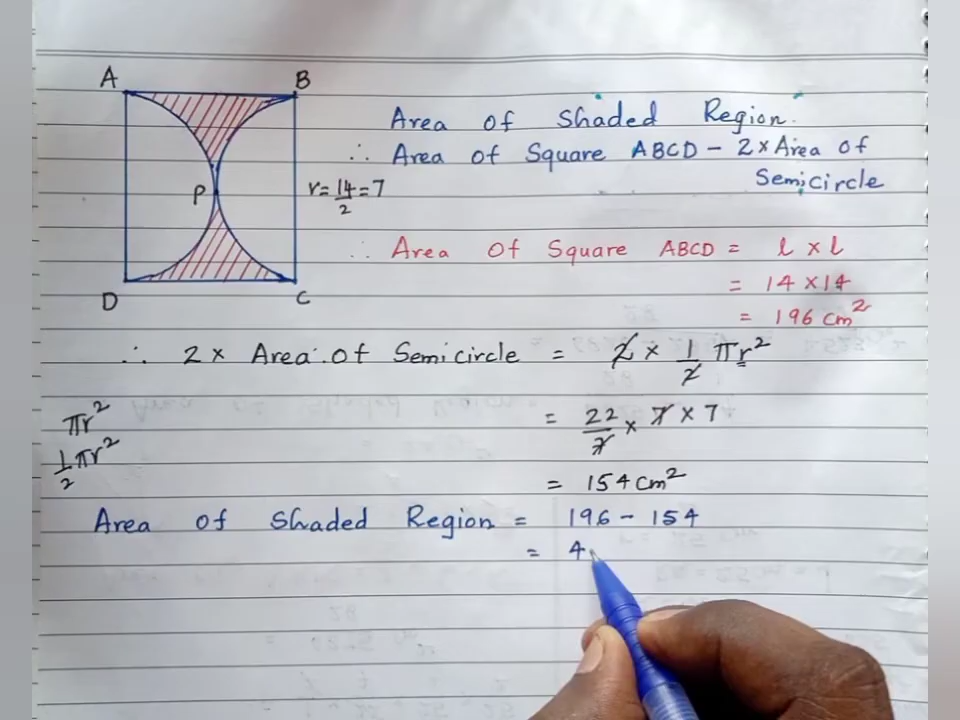 A
B
P
r = 14/2 = 7
D
C
Area of Shaded Region.
∴ Area of Square ABCD - 2 × Area of
Semicircle
∴ Area Of Square ABCD = l × l
= 14 × 14
= 196 cm²
∴ 2 × Area Of Semicircle = 2 × 1/2 πr²
πr²
= 22/7 × 7 × 7
1/2 πr²
= 154 cm²
Area of Shaded Region = 196 - 154
= 4